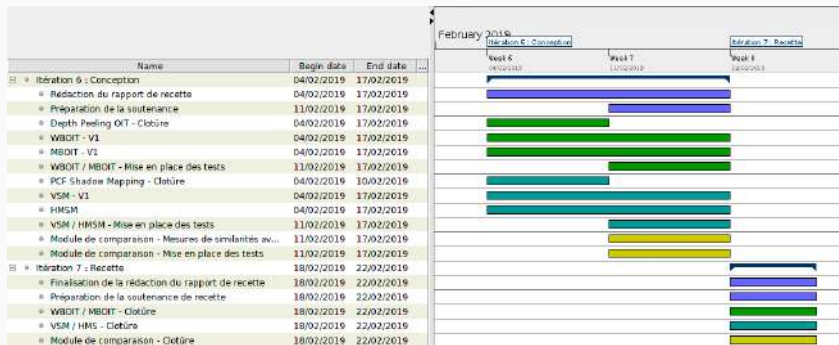 February 2019
Itération 6 : Conception
Itération 7 : Recette
Week 6
Week 7
Week 8
04/02/2019
11/02/2019
18/02/2019
Name Begin date End date ...
Itération 6 : Conception 04/02/2019 17/02/2019
Rédaction du rapport de recette 04/02/2019 17/02/2019
Préparation de la soutenance 11/02/2019 17/02/2019
Depth Peeling OIT - Clotûre 04/02/2019 17/02/2019
WBOIT - V1 04/02/2019 17/02/2019
MBOIT - V1 04/02/2019 17/02/2019
WBOIT / MBOIT - Mise en place des tests 11/02/2019 17/02/2019
PCF Shadow Mapping - Clotûre 04/02/2019 10/02/2019
VSM - V1 04/02/2019 17/02/2019
HMSM 04/02/2019 17/02/2019
VSM / HMSM - Mise en place des tests 11/02/2019 17/02/2019
Module de comparaison - Mesures de similarités av... 11/02/2019 17/02/2019
Module de comparaison - Mise en place des tests 11/02/2019 17/02/2019
Itération 7 : Recette 18/02/2019 22/02/2019
Finalisation de la rédaction du rapport de recette 18/02/2019 22/02/2019
Préparation de la soutenance de recette 18/02/2019 22/02/2019
WBOIT / MBOIT - Clotûre 18/02/2019 22/02/2019
VSM / HMS - Clotûre 18/02/2019 22/02/2019
Module de comparaison - Clotûre 18/02/2019 22/02/2019